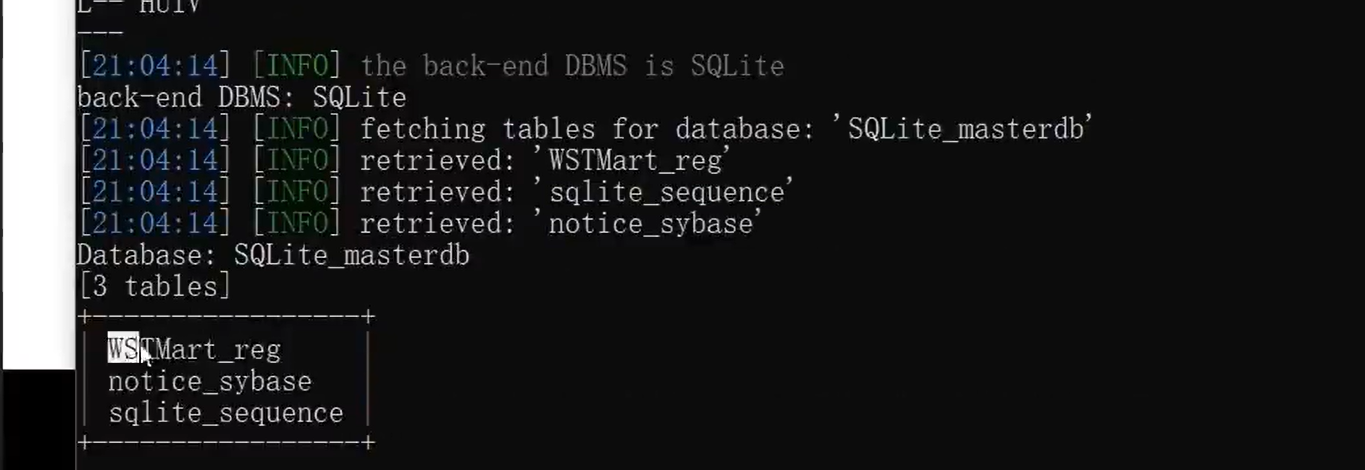 L-- HUIV
---
[21:04:14] [INFO] the back-end DBMS is SQLite
back-end DBMS: SQLite
[21:04:14] [INFO] fetching tables for database: 'SQLite_masterdb'
[21:04:14] [INFO] retrieved: 'WSTMart_reg'
[21:04:14] [INFO] retrieved: 'sqlite_sequence'
[21:04:14] [INFO] retrieved: 'notice_sybase'
Database: SQLite_masterdb
[3 tables]
+-----------------+
| WSTMart_reg     |
| notice_sybase   |
| sqlite_sequence |
+-----------------+